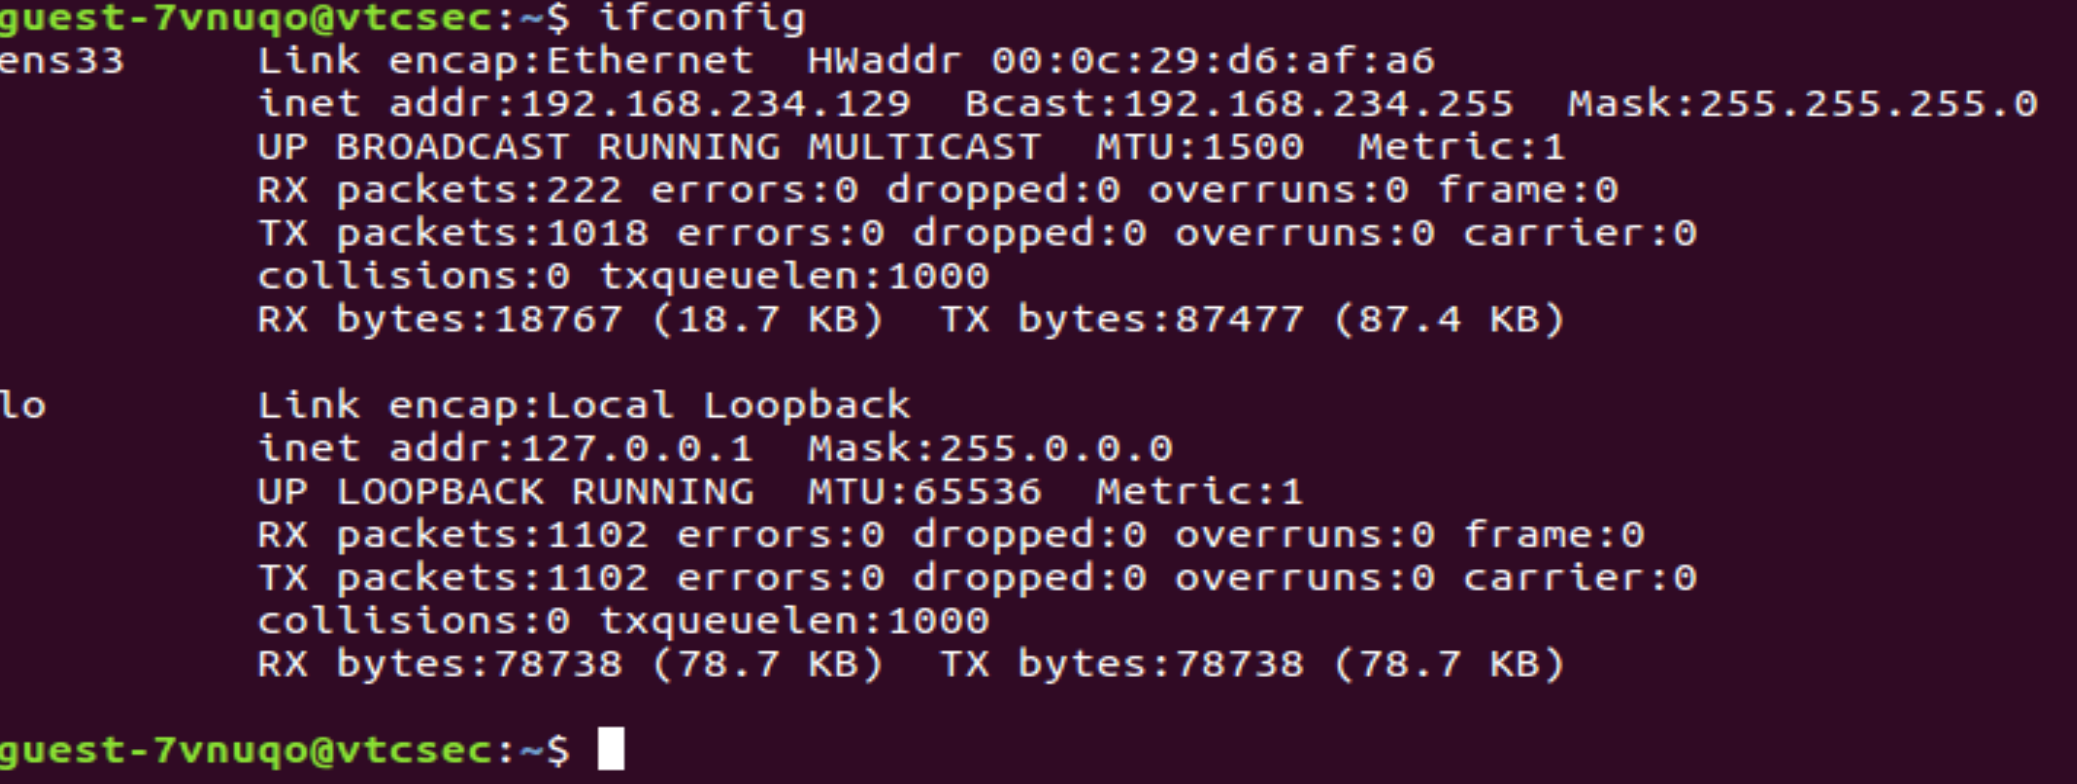 guest-7vnuqo@vtcsec:~$ ifconfig
ens33     Link encap:Ethernet  HWaddr 00:0c:29:d6:af:a6
          inet addr:192.168.234.129  Bcast:192.168.234.255  Mask:255.255.255.0
          UP BROADCAST RUNNING MULTICAST  MTU:1500  Metric:1
          RX packets:222 errors:0 dropped:0 overruns:0 frame:0
          TX packets:1018 errors:0 dropped:0 overruns:0 carrier:0
          collisions:0 txqueuelen:1000
          RX bytes:18767 (18.7 KB)  TX bytes:87477 (87.4 KB)

lo        Link encap:Local Loopback
          inet addr:127.0.0.1  Mask:255.0.0.0
          UP LOOPBACK RUNNING  MTU:65536  Metric:1
          RX packets:1102 errors:0 dropped:0 overruns:0 frame:0
          TX packets:1102 errors:0 dropped:0 overruns:0 carrier:0
          collisions:0 txqueuelen:1000
          RX bytes:78738 (78.7 KB)  TX bytes:78738 (78.7 KB)

guest-7vnuqo@vtcsec:~$